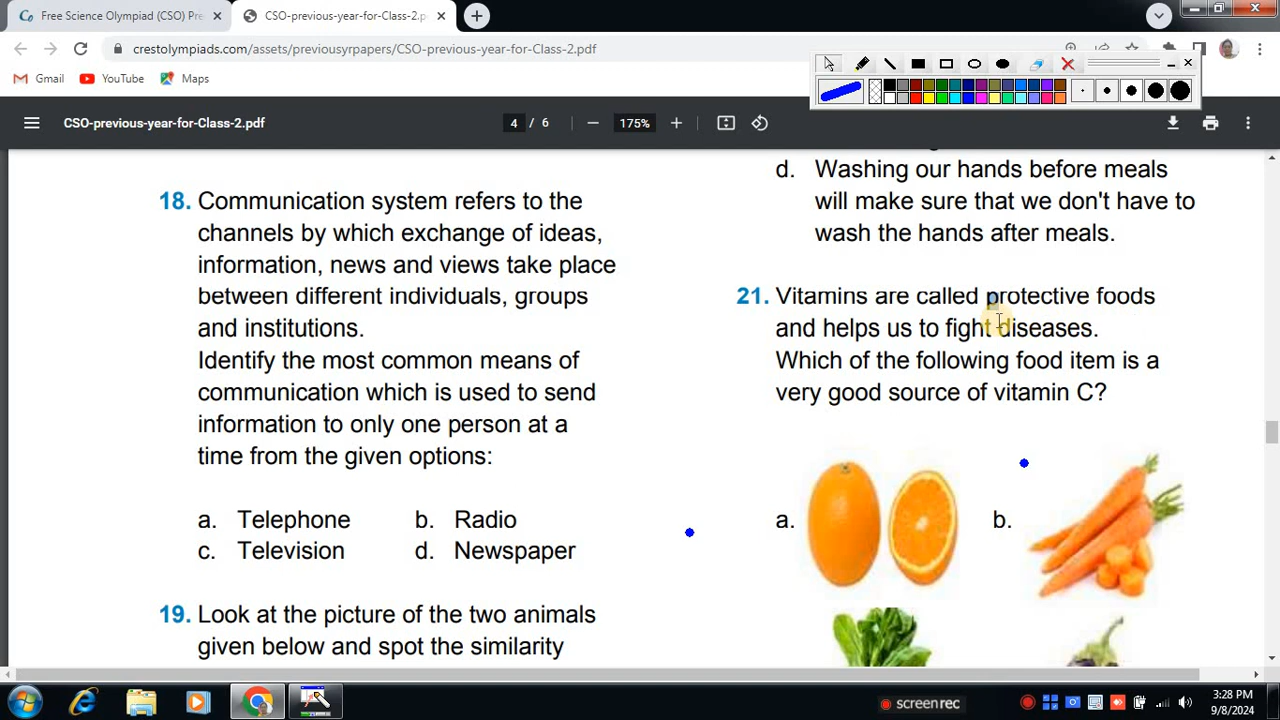 Free Science Olympiad (CSO) Pre
CSO-previous-year-for-Class-2.pdf
crestolympiads.com/assets/previousyrpapers/CSO-previous-year-for-Class-2.pdf
Gmail
YouTube
Maps
CSO-previous-year-for-Class-2.pdf
4 / 6
175%
18. Communication system refers to the
channels by which exchange of ideas,
information, news and views take place
between different individuals, groups
and institutions.
Identify the most common means of
communication which is used to send
information to only one person at a
time from the given options:
a. Telephone b. Radio
c. Television d. Newspaper
19. Look at the picture of the two animals
given below and spot the similarity
d. Washing our hands before meals
will make sure that we don't have to
wash the hands after meals.
21. Vitamins are called protective foods
and helps us to fight diseases.
Which of the following food item is a
very good source of vitamin C?
a. b.
screenrec
3:28 PM
9/8/2024